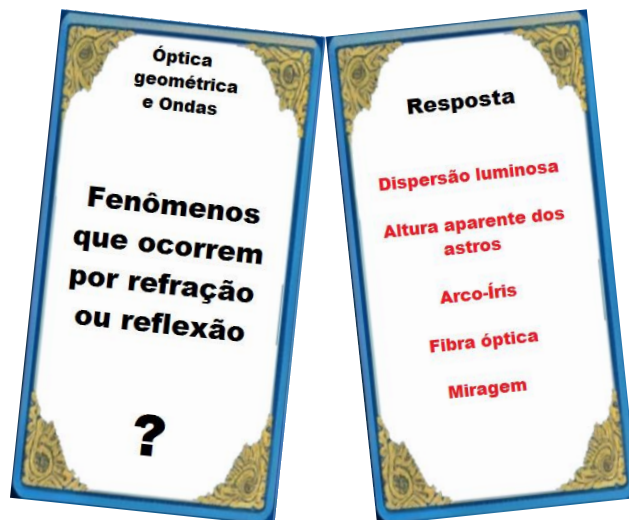 Óptica
geométrica
e Ondas
Fenômenos
que ocorrem
por refração
ou reflexão
?
Resposta
Dispersão luminosa
Altura aparente dos
astros
Arco-Íris
Fibra óptica
Miragem